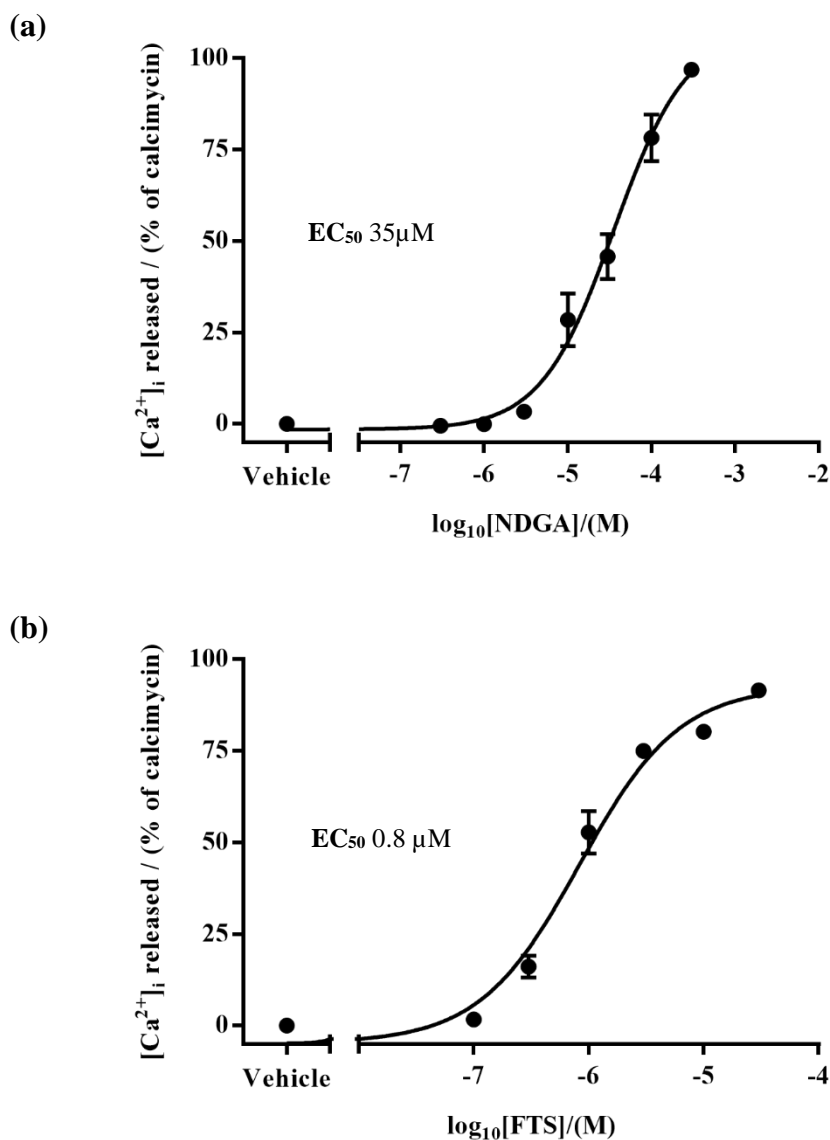 (a)
[Ca²⁺]ᵢ released / (% of calcimycin)
100
75
50
25
0
EC₅₀ 35µM
Vehicle
-7
-6
-5
-4
-3
-2
log₁₀[NDGA]/(M)
(b)
[Ca²⁺]ᵢ released / (% of calcimycin)
100
75
50
25
0
EC₅₀ 0.8 µM
Vehicle
-7
-6
-5
-4
log₁₀[FTS]/(M)